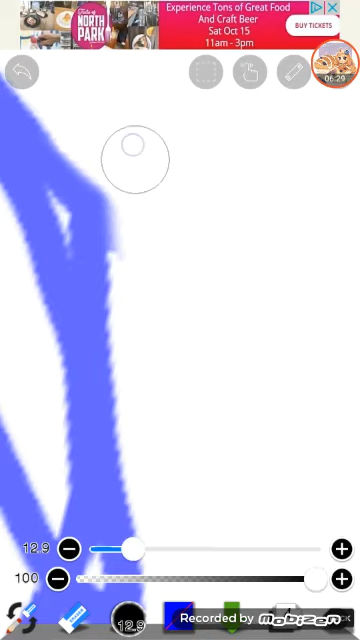 Taste of
NORTH
PARK
Experience Tons of Great Food
And Craft Beer
Sat Oct 15
11am - 3pm
BUY TICKETS
06:29
12.9
100
12.9
Recorded by MOBIZEN